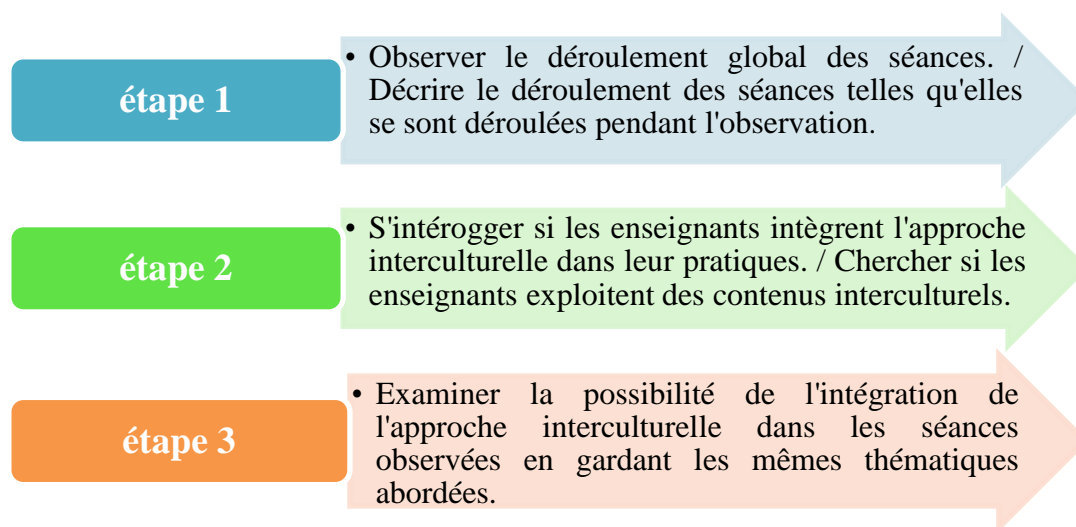 étape 1
• Observer le déroulement global des séances. /
Décrire le déroulement des séances telles qu'elles
se sont déroulées pendant l'observation.
étape 2
• S'intérogger si les enseignants intègrent l'approche
interculturelle dans leur pratiques. / Chercher si les
enseignants exploitent des contenus interculturels.
étape 3
• Examiner la possibilité de l'intégration de
l'approche interculturelle dans les séances
observées en gardant les mêmes thématiques
abordées.